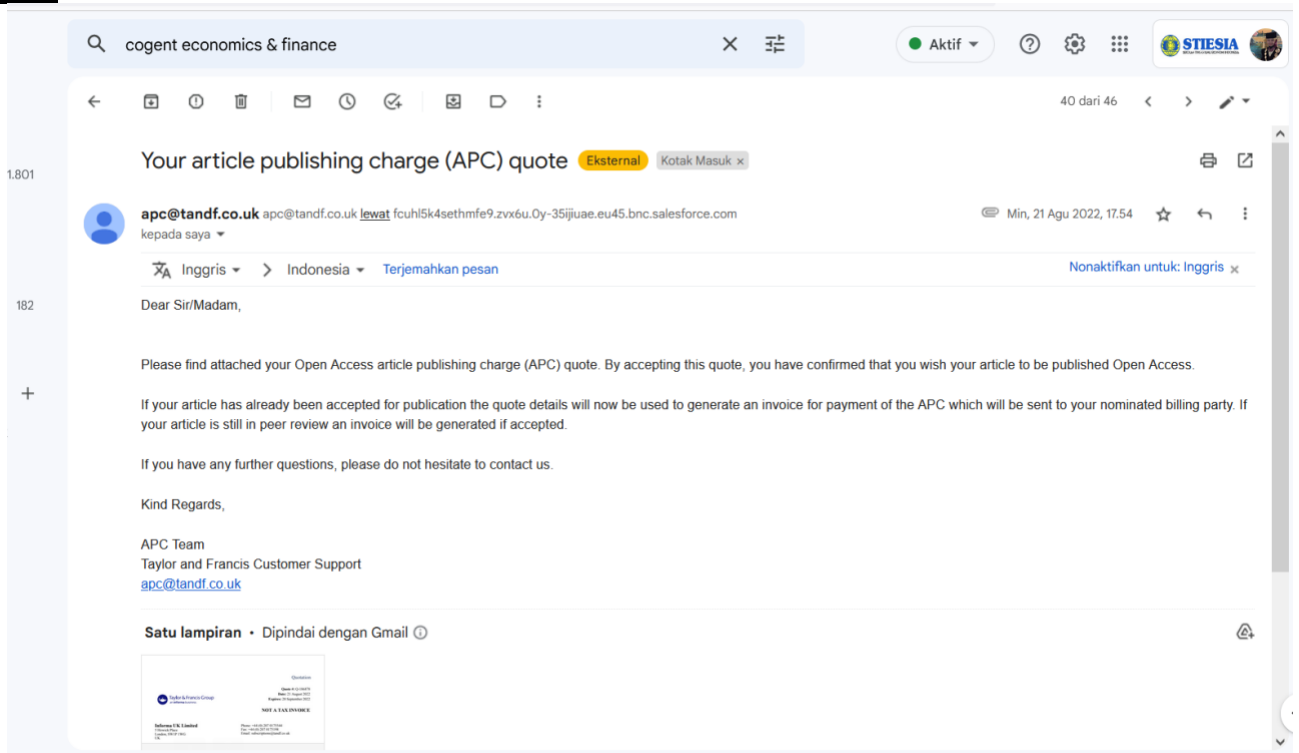 cogent economics & finance
Aktif
STIESIA
40 dari 46
Your article publishing charge (APC) quote Eksternal Kotak Masuk ×
1.801
apc@tandf.co.uk apc@tandf.co.uk lewat fcuhl5k4sethmfe9.zvx6u.0y-35ijiuae.eu45.bnc.salesforce.com
Min, 21 Agu 2022, 17.54
kepada saya
Inggris > Indonesia Terjemahkan pesan
Nonaktifkan untuk: Inggris ×
182
Dear Sir/Madam,
Please find attached your Open Access article publishing charge (APC) quote. By accepting this quote, you have confirmed that you wish your article to be published Open Access.
If your article has already been accepted for publication the quote details will now be used to generate an invoice for payment of the APC which will be sent to your nominated billing party. If
your article is still in peer review an invoice will be generated if accepted.
If you have any further questions, please do not hesitate to contact us.
Kind Regards,
APC Team
Taylor and Francis Customer Support
apc@tandf.co.uk
Satu lampiran • Dipindai dengan Gmail
Quotation
Taylor & Francis Group
NOT A TAX INVOICE
Informa UK Limited